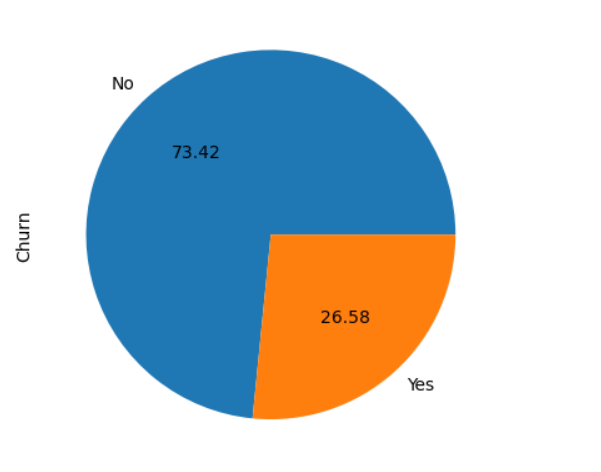 No
73.42
Churn
26.58
Yes